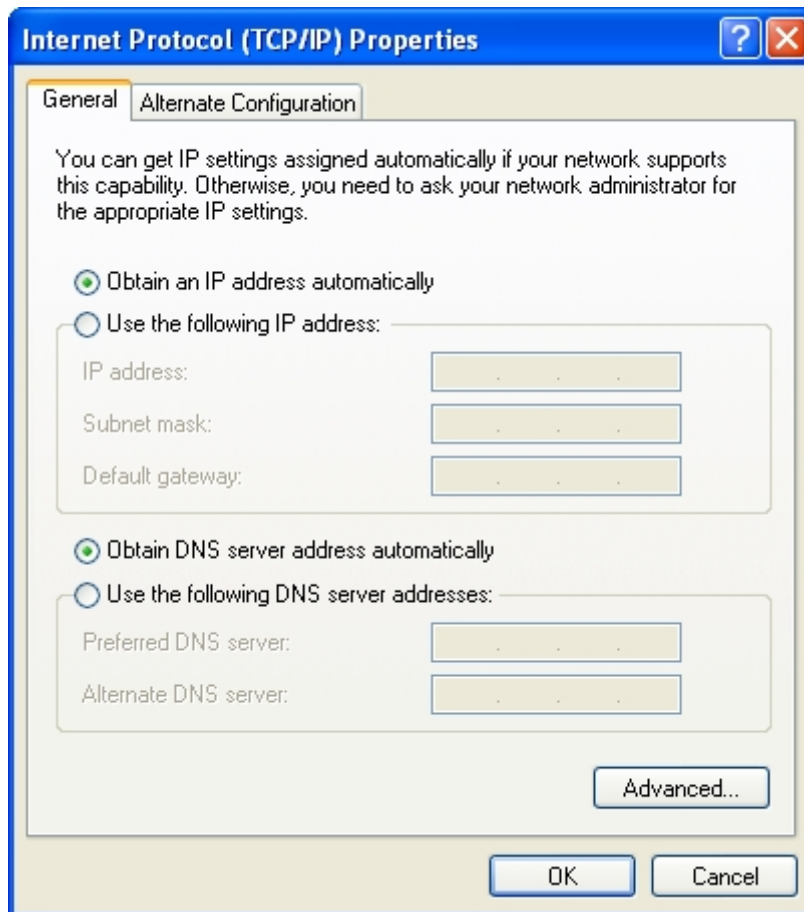 Internet Protocol (TCP/IP) Properties
General
Alternate Configuration
You can get IP settings assigned automatically if your network supports
this capability. Otherwise, you need to ask your network administrator for
the appropriate IP settings.
Obtain an IP address automatically
Use the following IP address:
IP address:
Subnet mask:
Default gateway:
Obtain DNS server address automatically
Use the following DNS server addresses:
Preferred DNS server:
Alternate DNS server:
Advanced...
OK
Cancel